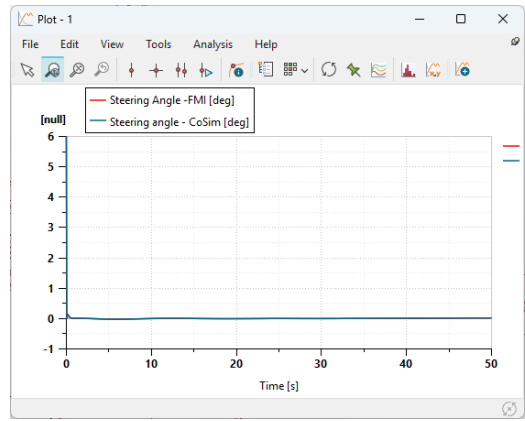 Plot - 1
File Edit View Tools Analysis Help
Steering Angle -FMI [deg]
Steering angle - CoSim [deg]
[null]
6
5
4
3
2
1
0
-1
0 10 20 30 40 50
Time [s]